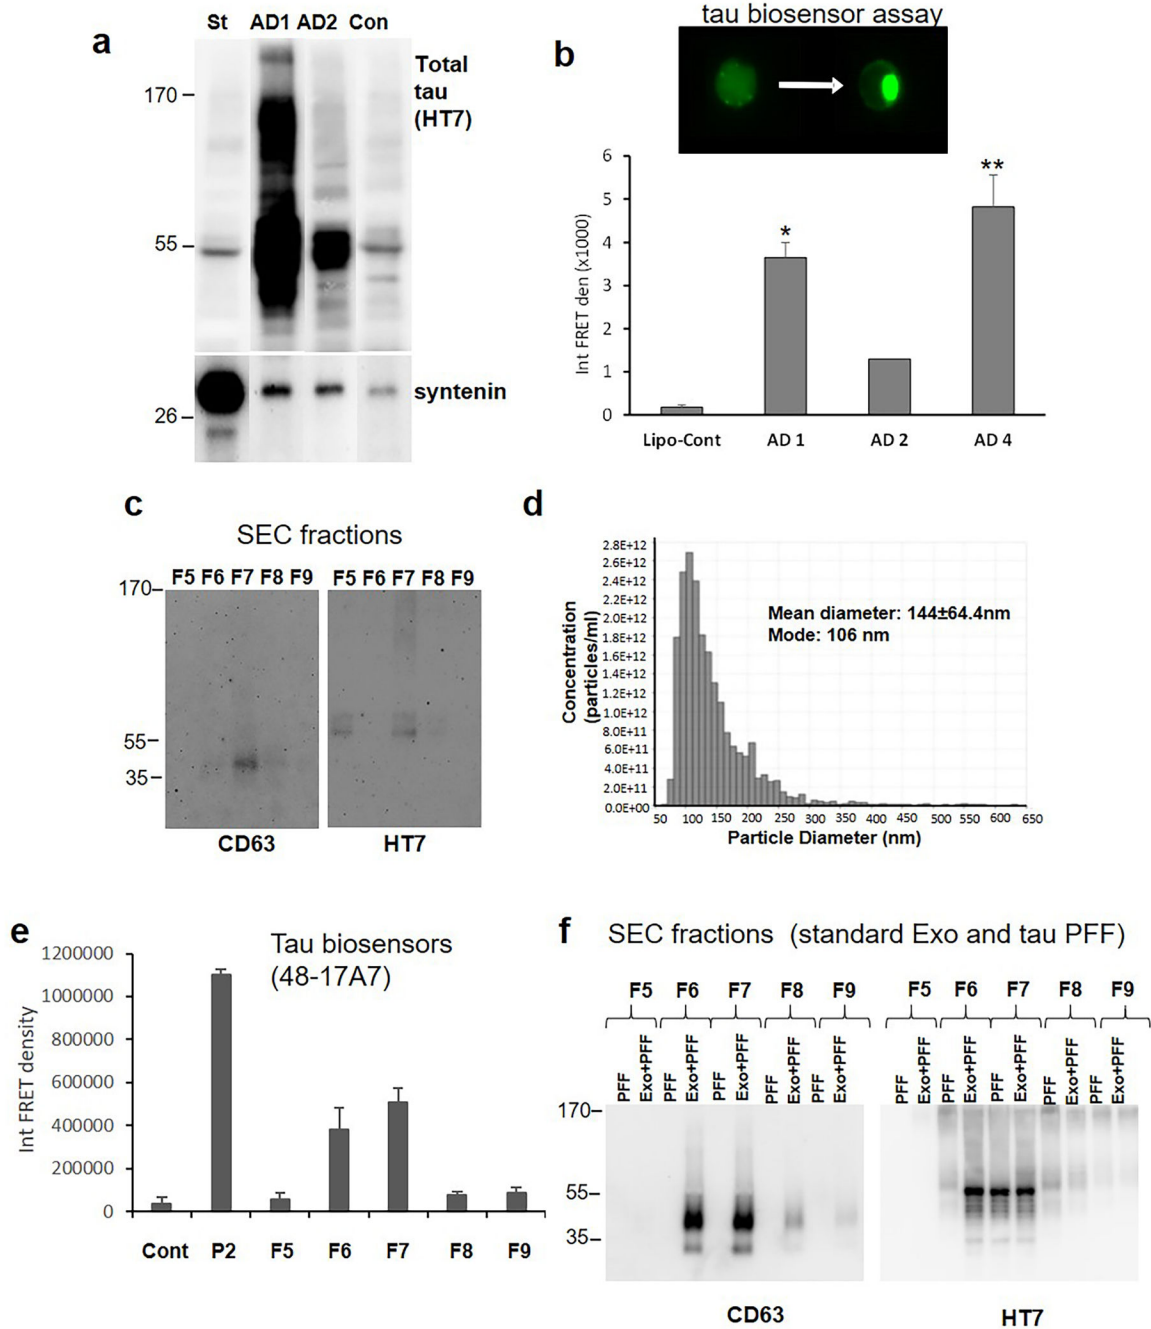 a
St AD1 AD2 Con
170
55
26
Total
tau
(HT7)
syntenin
b
tau biosensor assay
Int FRET den (x1000)
6
5
4
3
2
1
0
*
**
Lipo-Cont AD 1 AD 2 AD 4
c
SEC fractions
F5 F6 F7 F8 F9 F5 F6 F7 F8 F9
170
55
35
CD63 HT7
d
Concentration
(particles/ml)
2.8E+12
2.6E+12
2.4E+12
2.2E+12
2.0E+12
1.8E+12
1.6E+12
1.4E+12
1.2E+12
1.0E+12
8.0E+11
6.0E+11
4.0E+11
2.0E+11
0.0E+00
Mean diameter: 144±64.4nm
Mode: 106 nm
50 100 150 200 250 300 350 400 450 500 550 600 650
Particle Diameter (nm)
e
Tau biosensors
(48-17A7)
Int FRET density
1200000
1000000
800000
600000
400000
200000
0
Cont P2 F5 F6 F7 F8 F9
f
SEC fractions (standard Exo and tau PFF)
F5 F6 F7 F8 F9 F5 F6 F7 F8 F9
PFF Exo+PFF PFF Exo+PFF PFF Exo+PFF PFF Exo+PFF PFF Exo+PFF PFF Exo+PFF PFF Exo+PFF PFF Exo+PFF PFF Exo+PFF PFF Exo+PFF
170
55
35
CD63 HT7